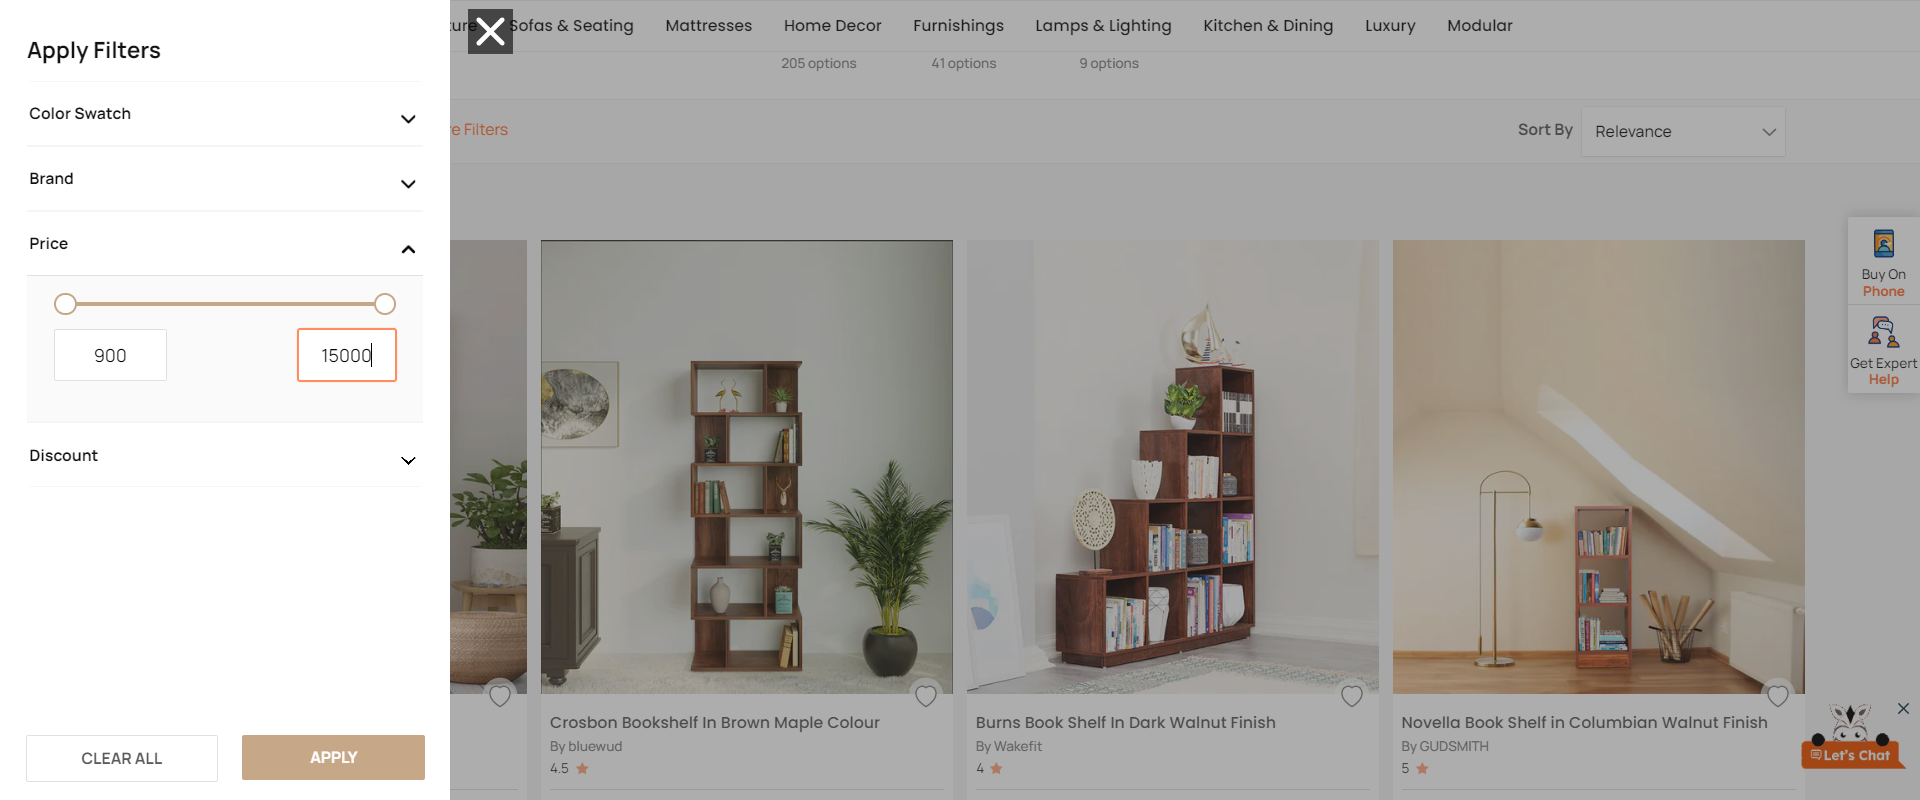 Apply Filters
Color Swatch
Brand
Price
900
15000
Discount
CLEAR ALL
APPLY
Sofas & Seating
Mattresses
Home Decor
Furnishings
Lamps & Lighting
Kitchen & Dining
Luxury
Modular
205 options
41 options
9 options
Filters
Sort By
Relevance
Buy On
Phone
Get Expert
Help
Crosbon Bookshelf In Brown Maple Colour
By bluewud
4.5
Burns Book Shelf In Dark Walnut Finish
By Wakefit
4
Novella Book Shelf in Columbian Walnut Finish
By GUDSMITH
5
Let's Chat